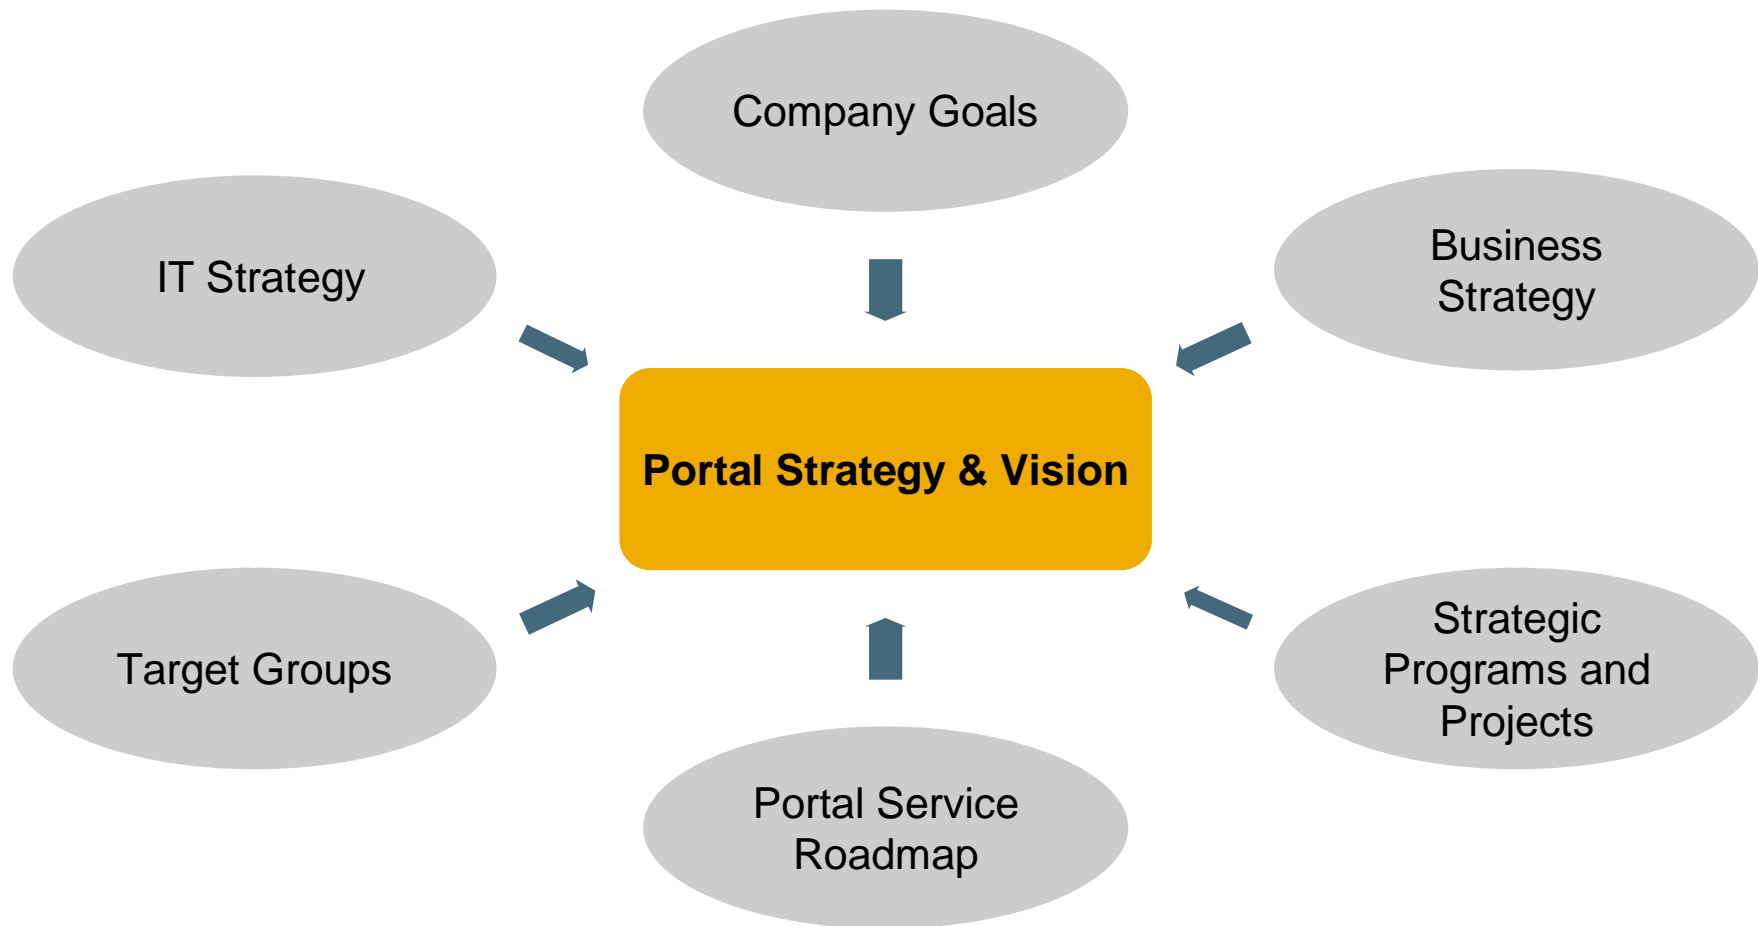 Company Goals
IT Strategy
Business
Strategy
Portal Strategy & Vision
Target Groups
Strategic
Programs and
Projects
Portal Service
Roadmap